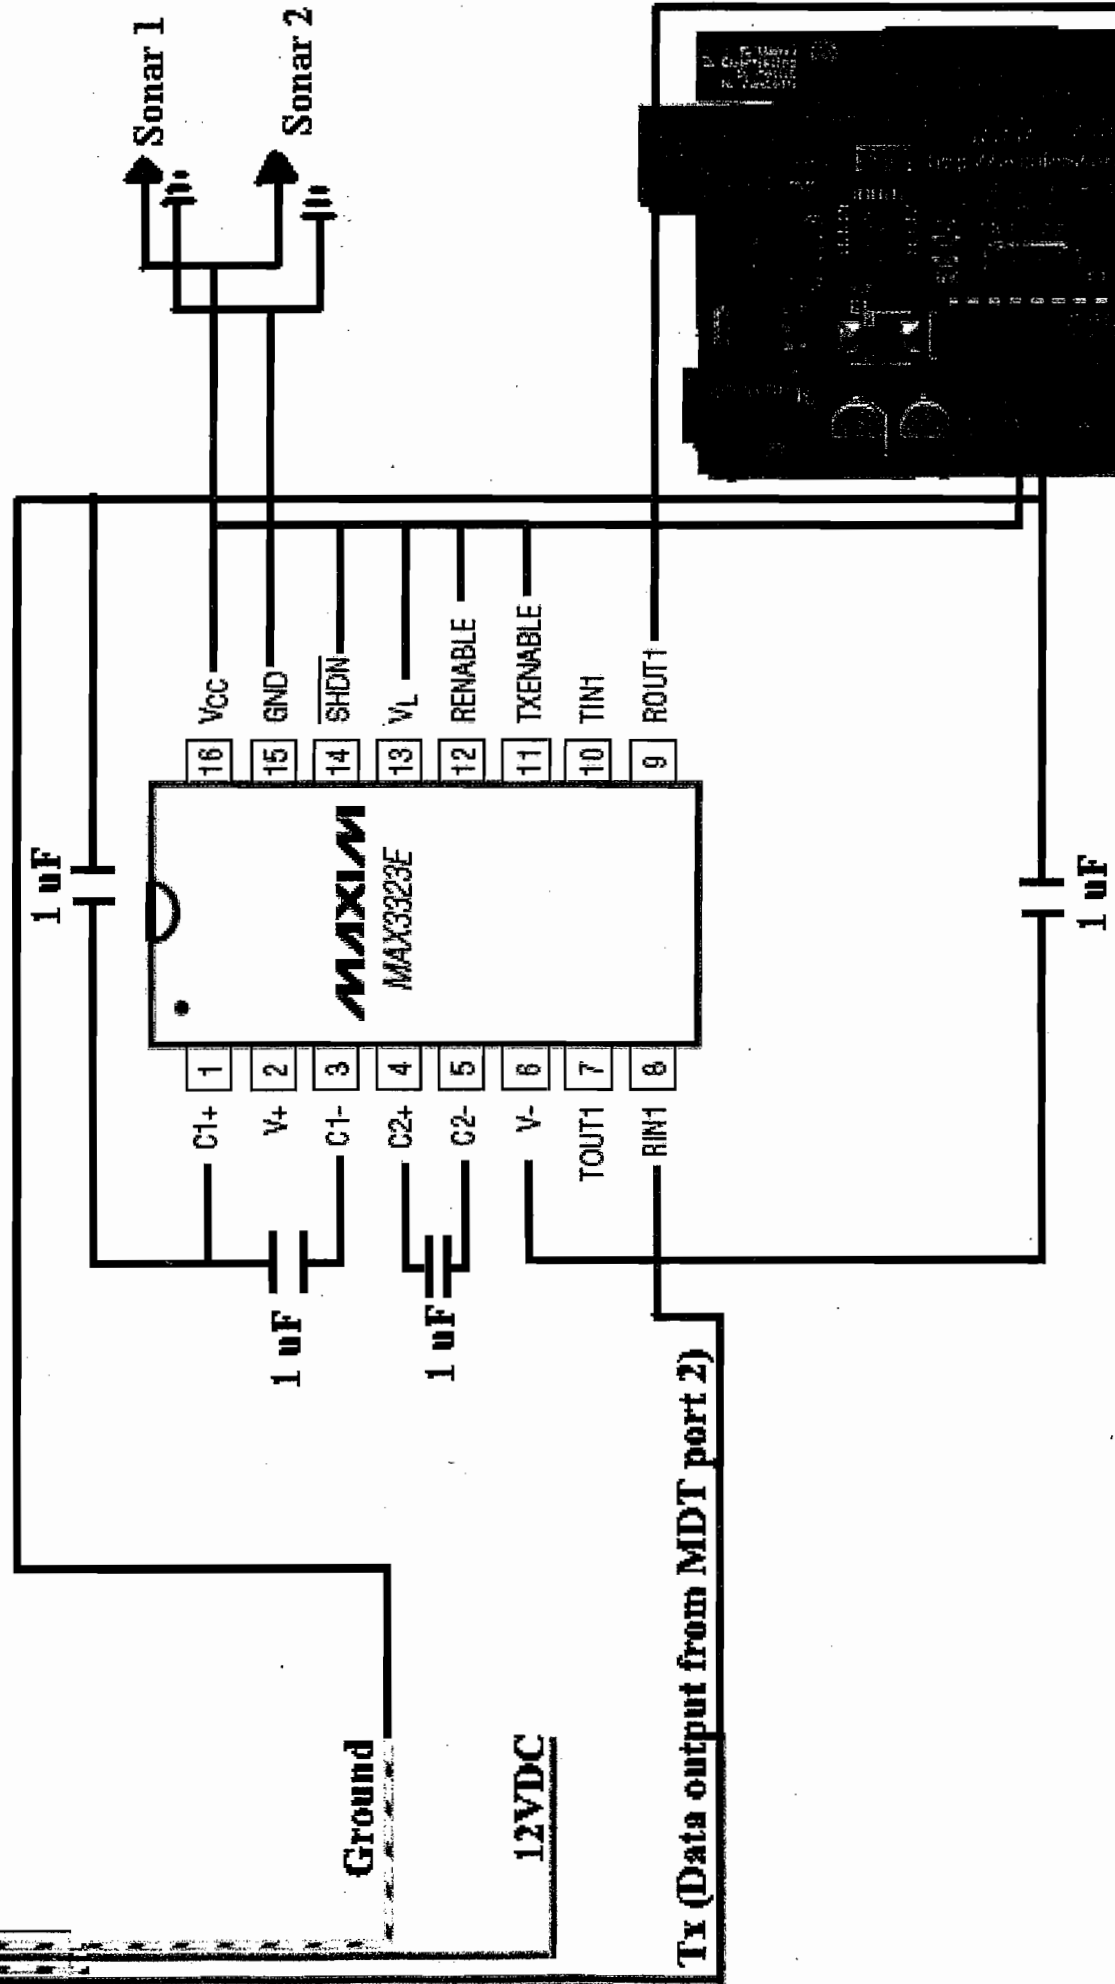 Sonar 1
Sonar 2
1 uF
VCC
GND
SHDN
VL
RENABLE
TXENABLE
TIN1
ROUT1
16
15
14
13
12
11
10
9
MAXIM
MAX3323E
1
2
3
4
5
6
7
8
C1+
V+
C1-
C2+
C2-
V-
TOUT1
RIN1
1 uF
1 uF
1 uF
Ground
12VDC
Tx (Data output from MDT port 2)